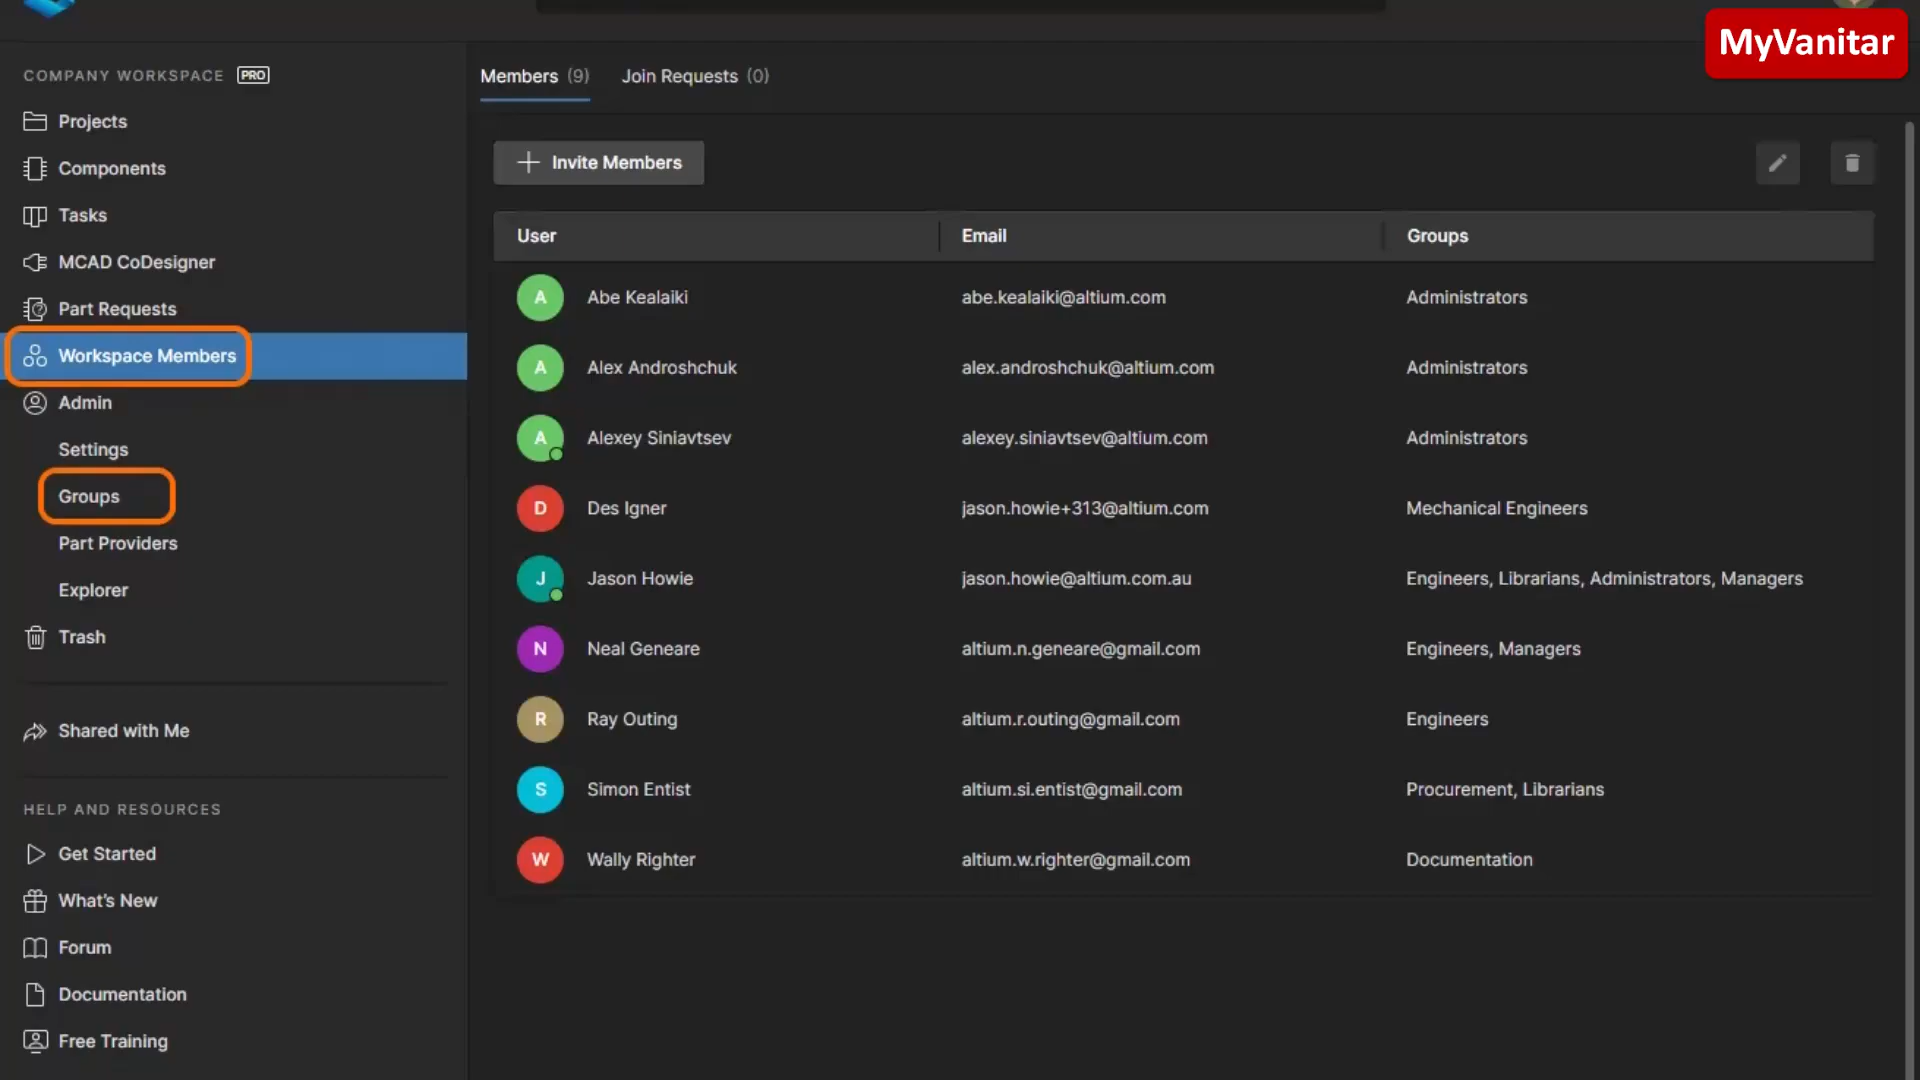 MyVanitar
COMPANY WORKSPACE PRO
Projects
Components
Tasks
MCAD CoDesigner
Part Requests
Workspace Members
Admin
Settings
Groups
Part Providers
Explorer
Trash
Shared with Me
HELP AND RESOURCES
Get Started
What's New
Forum
Documentation
Free Training
Members (9) Join Requests (0)
Invite Members
User Email Groups
A Abe Kealaiki abe.kealaiki@altium.com Administrators
A Alex Androshchuk alex.androshchuk@altium.com Administrators
A Alexey Siniavtsev alexey.siniavtsev@altium.com Administrators
D Des Igner jason.howie+313@altium.com Mechanical Engineers
J Jason Howie jason.howie@altium.com.au Engineers, Librarians, Administrators, Managers
N Neal Geneare altium.n.geneare@gmail.com Engineers, Managers
R Ray Outing altium.r.outing@gmail.com Engineers
S Simon Entist altium.si.entist@gmail.com Procurement, Librarians
W Wally Righter altium.w.righter@gmail.com Documentation